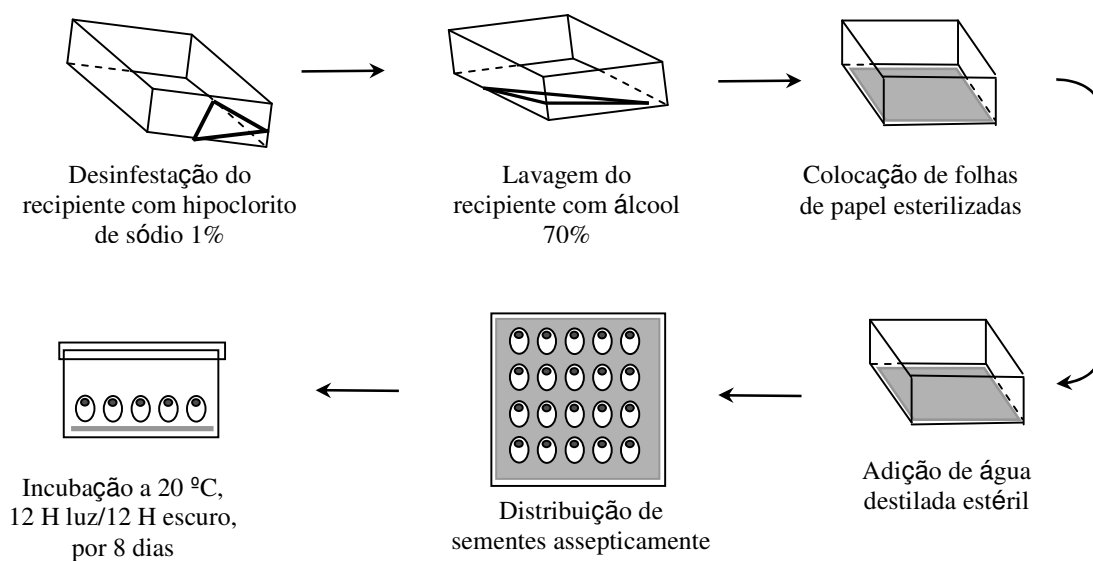 Desinfestação do
recipiente com hipoclorito
de sódio 1%
Lavagem do
recipiente com álcool
70%
Colocação de folhas
de papel esterilizadas
Adição de água
destilada estéril
Distribuição de
sementes assepticamente
Incubação a 20 ºC,
12 H luz/12 H escuro,
por 8 dias